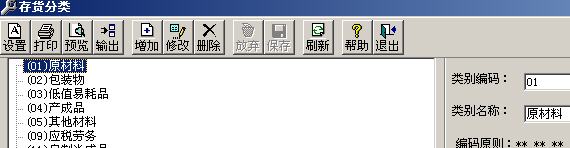 存货分类
设置 打印 预览 输出 增加 修改 删除 放弃 保存 刷新 帮助 退出
(01)原材料
(02)包装物
(03)低值易耗品
(04)产成品
(05)其他材料
(09)应税劳务
类别编码： 01
类别名称： 原材料
编码原则：** ** **